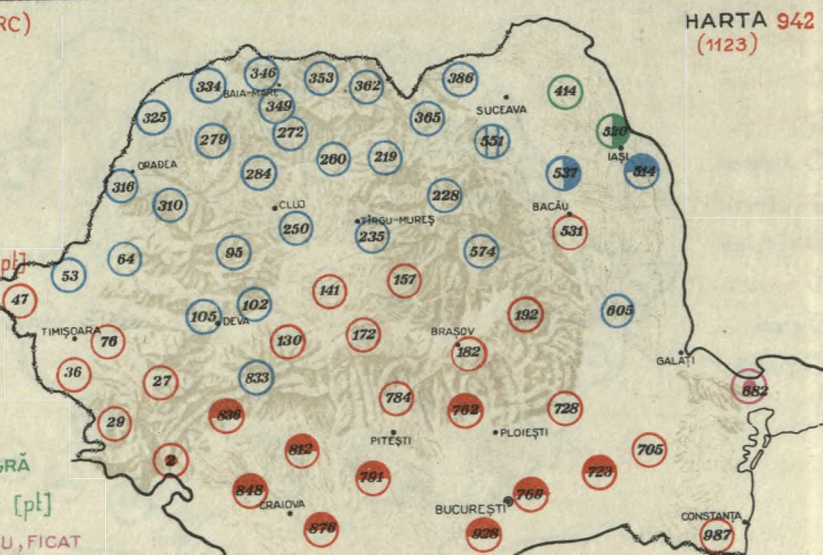 RC)
HARTA 942
(1123)
346
353
362
386
334
BAIA-MARE
349
414
SUCEAVA
325
365
520
279
272
551
IAȘI
260
219
ORADEA
284
537
514
316
228
310
CLUJ
BACĂU
TÎRGU-MUREȘ
250
235
531
95
574
64
pt]
53
157
141
47
102
105
DEVA
192
605
TIMIȘOARA
76
130
172
BRAȘOV
182
GALAȚI
36
27
833
682
784
762
728
836
29
PITEȘTI
PLOIEȘTI
812
705
2
GRĂ
791
723
848
769
[pt]
CRAIOVA
BUCUREȘTI
876
928
CONSTANȚA
987
U, FICAT